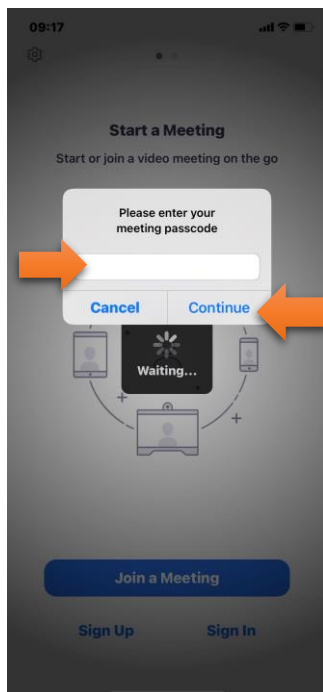 09:17
Start a Meeting
Start or join a video meeting on the go
Please enter your
meeting passcode
Cancel Continue
Waiting...
Join a Meeting
Sign Up Sign In